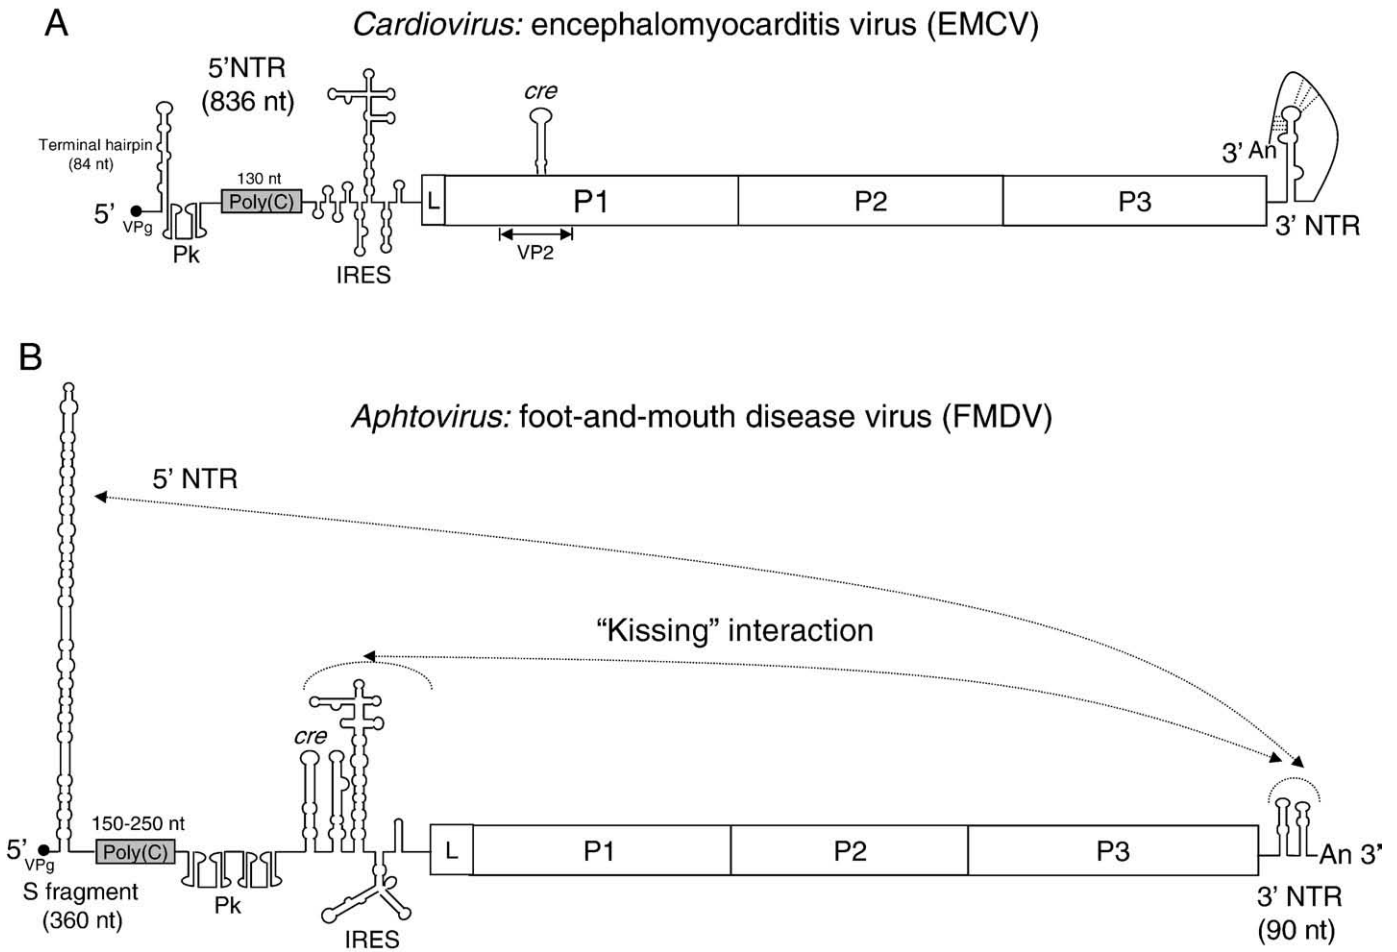 A
Cardiovirus: encephalomyocarditis virus (EMCV)
5'NTR
(836 nt)
cre
Terminal hairpin
(84 nt)
3' An
130 nt
Poly(C)
L
P1
P2
P3
5'
VPg
Pk
VP2
3' NTR
IRES
B
Aphtovirus: foot-and-mouth disease virus (FMDV)
5' NTR
“Kissing” interaction
cre
150-250 nt
Poly(C)
5'
VPg
L
P1
P2
P3
An 3'
S fragment
(360 nt)
Pk
IRES
3' NTR
(90 nt)